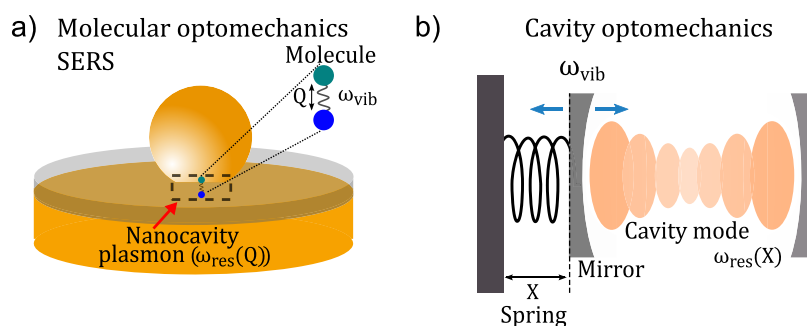 a) Molecular optomechanics
SERS
Molecule
Q
ωvib
Nanocavity
plasmon (ωres(Q))
b) Cavity optomechanics
ωvib
Cavity mode
ωres(X)
Mirror
X
Spring